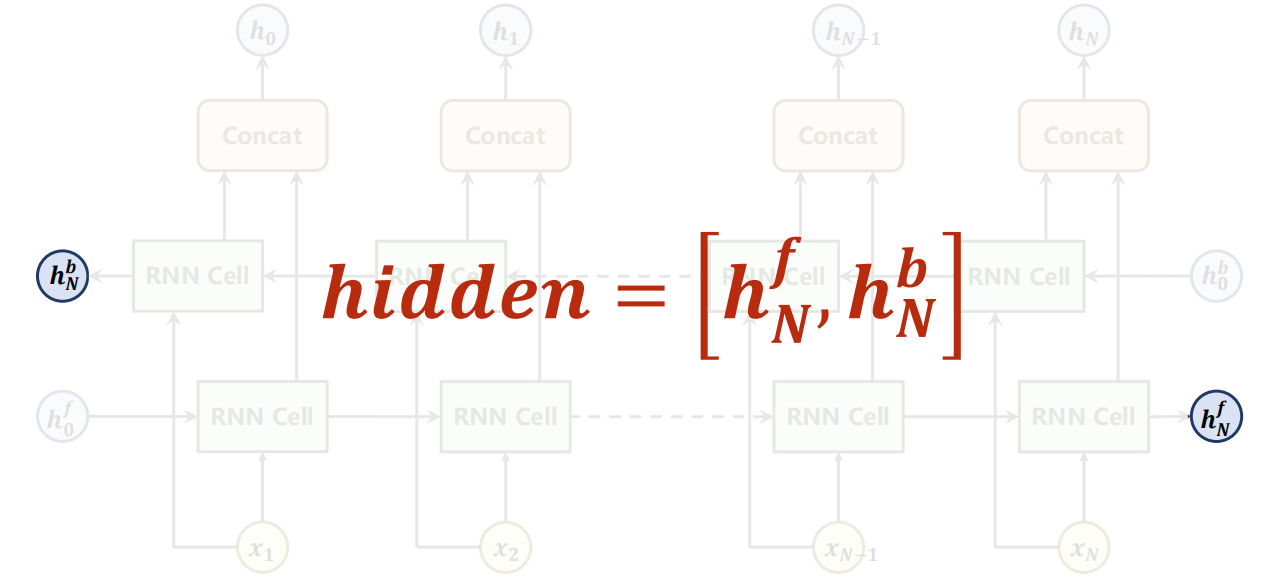 h_0 h_1 h_{N-1} h_N
Concat Concat Concat Concat
h_N^b RNN Cell RNN Cell RNN Cell RNN Cell h_0^b
hidden = [h_N^f, h_N^b]
h_0^f RNN Cell RNN Cell RNN Cell RNN Cell h_N^f
x_1 x_2 x_{N-1} x_N